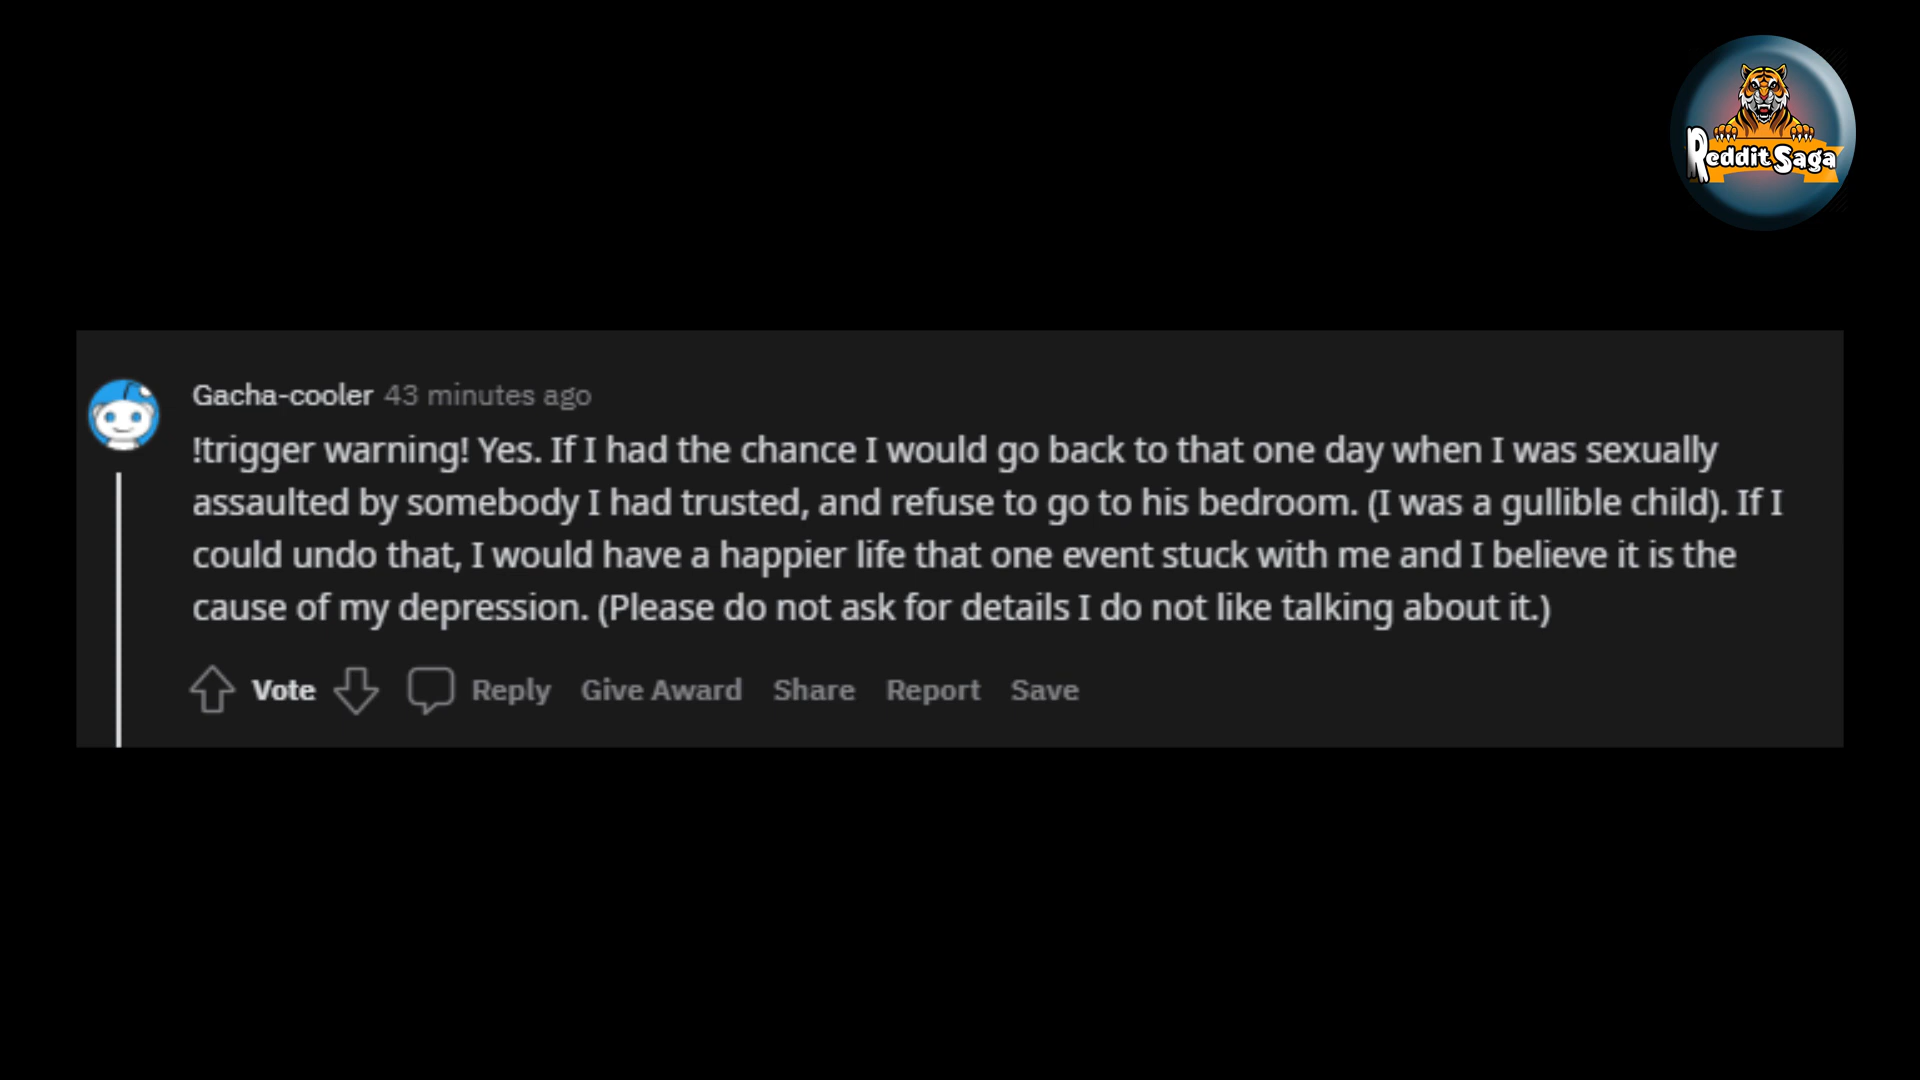 Reddit Saga
Gacha-cooler 43 minutes ago
!trigger warning! Yes. If I had the chance I would go back to that one day when I was sexually
assaulted by somebody I had trusted, and refuse to go to his bedroom. (I was a gullible child). If I
could undo that, I would have a happier life that one event stuck with me and I believe it is the
cause of my depression. (Please do not ask for details I do not like talking about it.)
Vote Reply Give Award Share Report Save